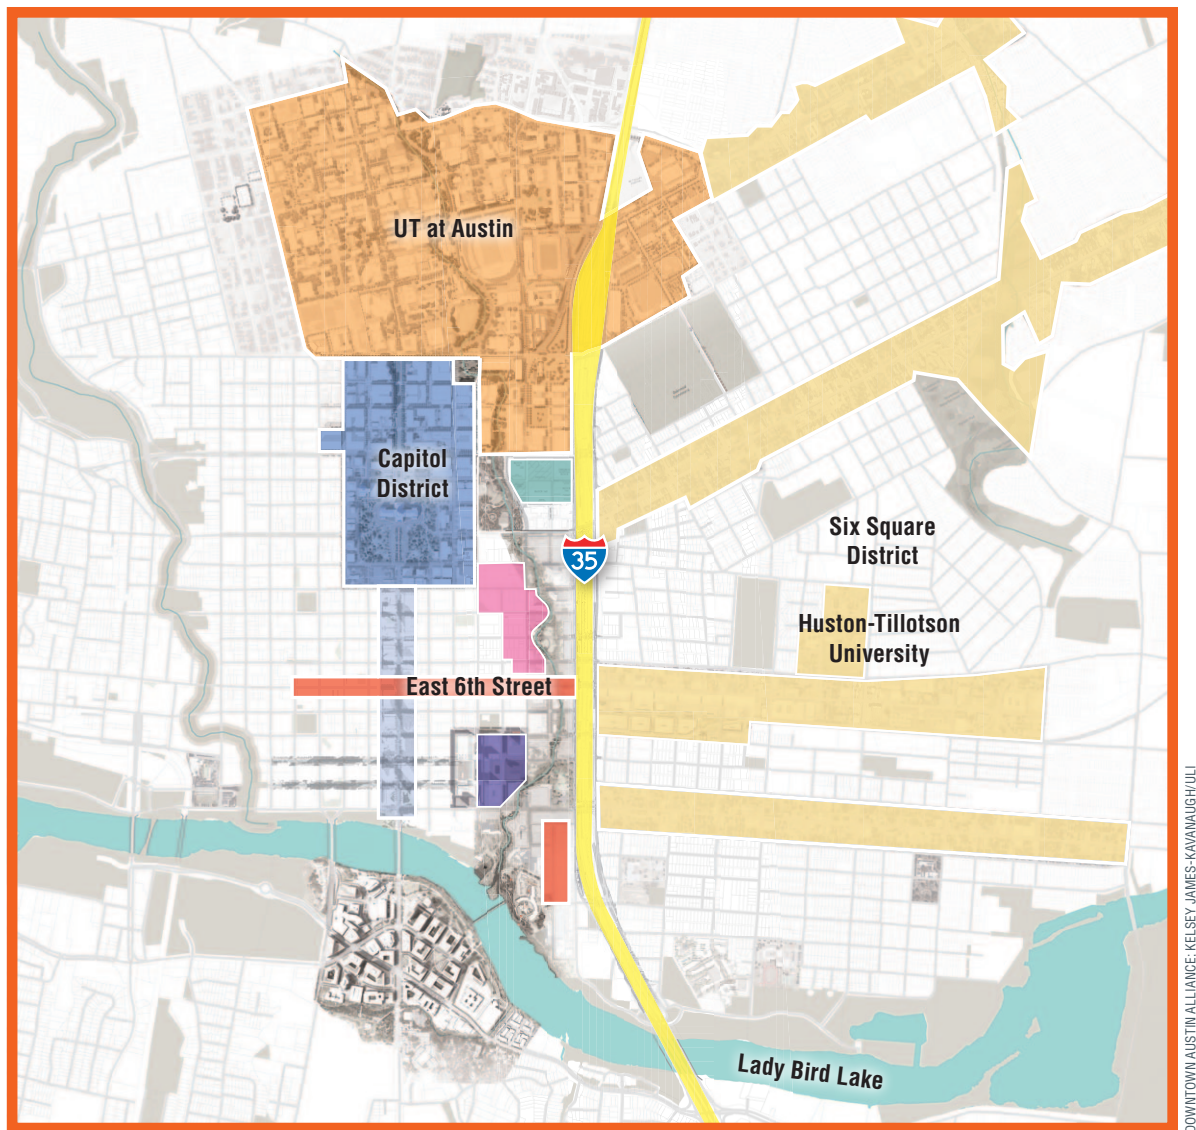 UT at Austin
Capitol
District
35
Six Square
District
Huston-Tillotson
University
East 6th Street
Lady Bird Lake
DOWNTOWN AUSTIN ALLIANCE: KELSEY JAMES-KAVANAUGH/ULI